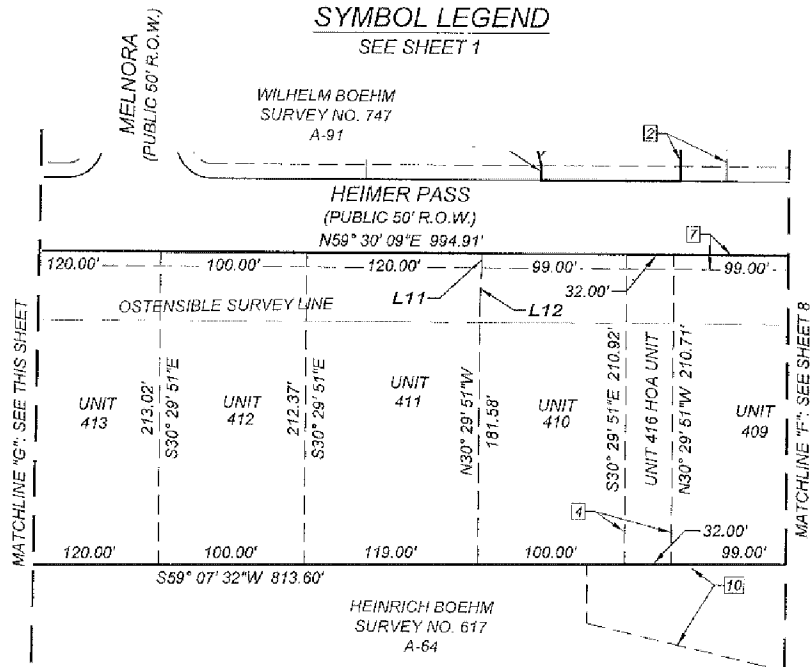 SYMBOL LEGEND
SEE SHEET 1
MELNORA
(PUBLIC 50' R.O.W.)
WILHELM BOEHM
SURVEY NO. 747
A-91
2
HEIMER PASS
(PUBLIC 50' R.O.W.)
N59° 30' 09"E 994.91'
7
120.00'
100.00'
120.00'
99.00'
99.00'
32.00'
L11
L12
OSTENSIBLE SURVEY LINE
MATCHLINE "G": SEE THIS SHEET
UNIT
413
213.02'
S30° 29' 51"E
UNIT
412
212.37'
S30° 29' 51"E
UNIT
411
N30° 29' 51"W
181.58'
UNIT
410
S30° 29' 51"E 210.92'
UNIT 416 HOA UNIT
N30° 29' 51"W 210.71'
UNIT
409
MATCHLINE "F": SEE SHEET 8
4
32.00'
120.00'
100.00'
119.00'
100.00'
99.00'
S59° 07' 32"W 813.60'
10
HEINRICH BOEHM
SURVEY NO. 617
A-64